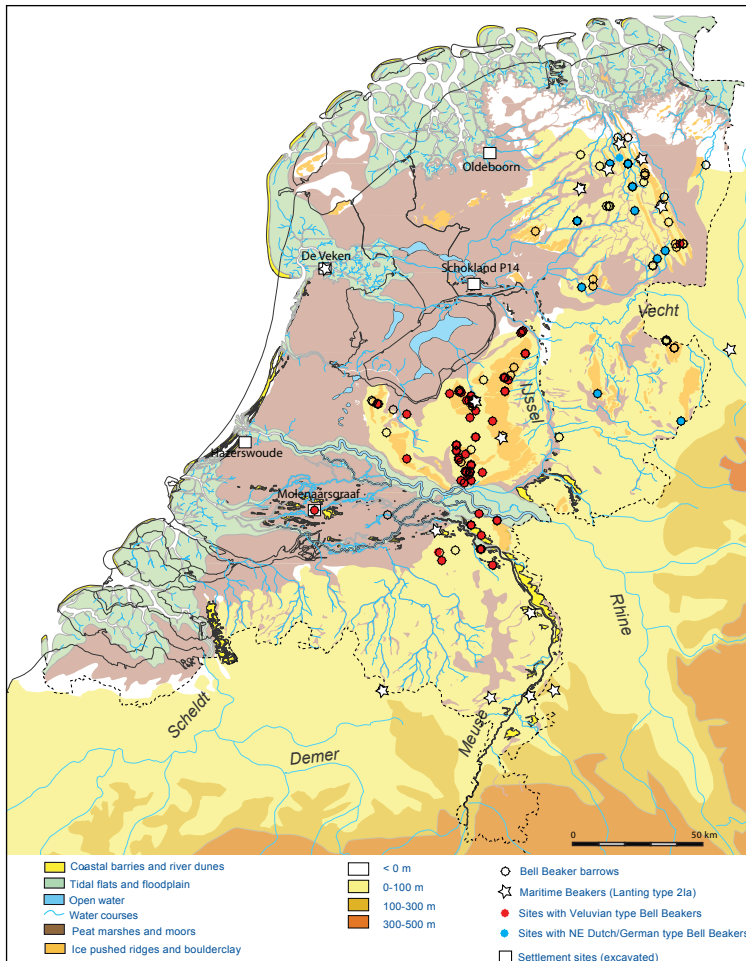 Oldeboorn
De Veken
Schokland P14
Vecht
IJssel
Hazerswoude
Molenaarsgraaf
Rhine
Scheldt
Meuse
Demer
0 50 km
Coastal barries and river dunes
Tidal flats and floodplain
Open water
Water courses
Peat marshes and moors
Ice pushed ridges and boulderclay
< 0 m
0-100 m
100-300 m
300-500 m
Bell Beaker barrows
Maritime Beakers (Lanting type 2Ia)
Sites with Veluvian type Bell Beakers
Sites with NE Dutch/German type Bell Beakers
Settlement sites (excavated)